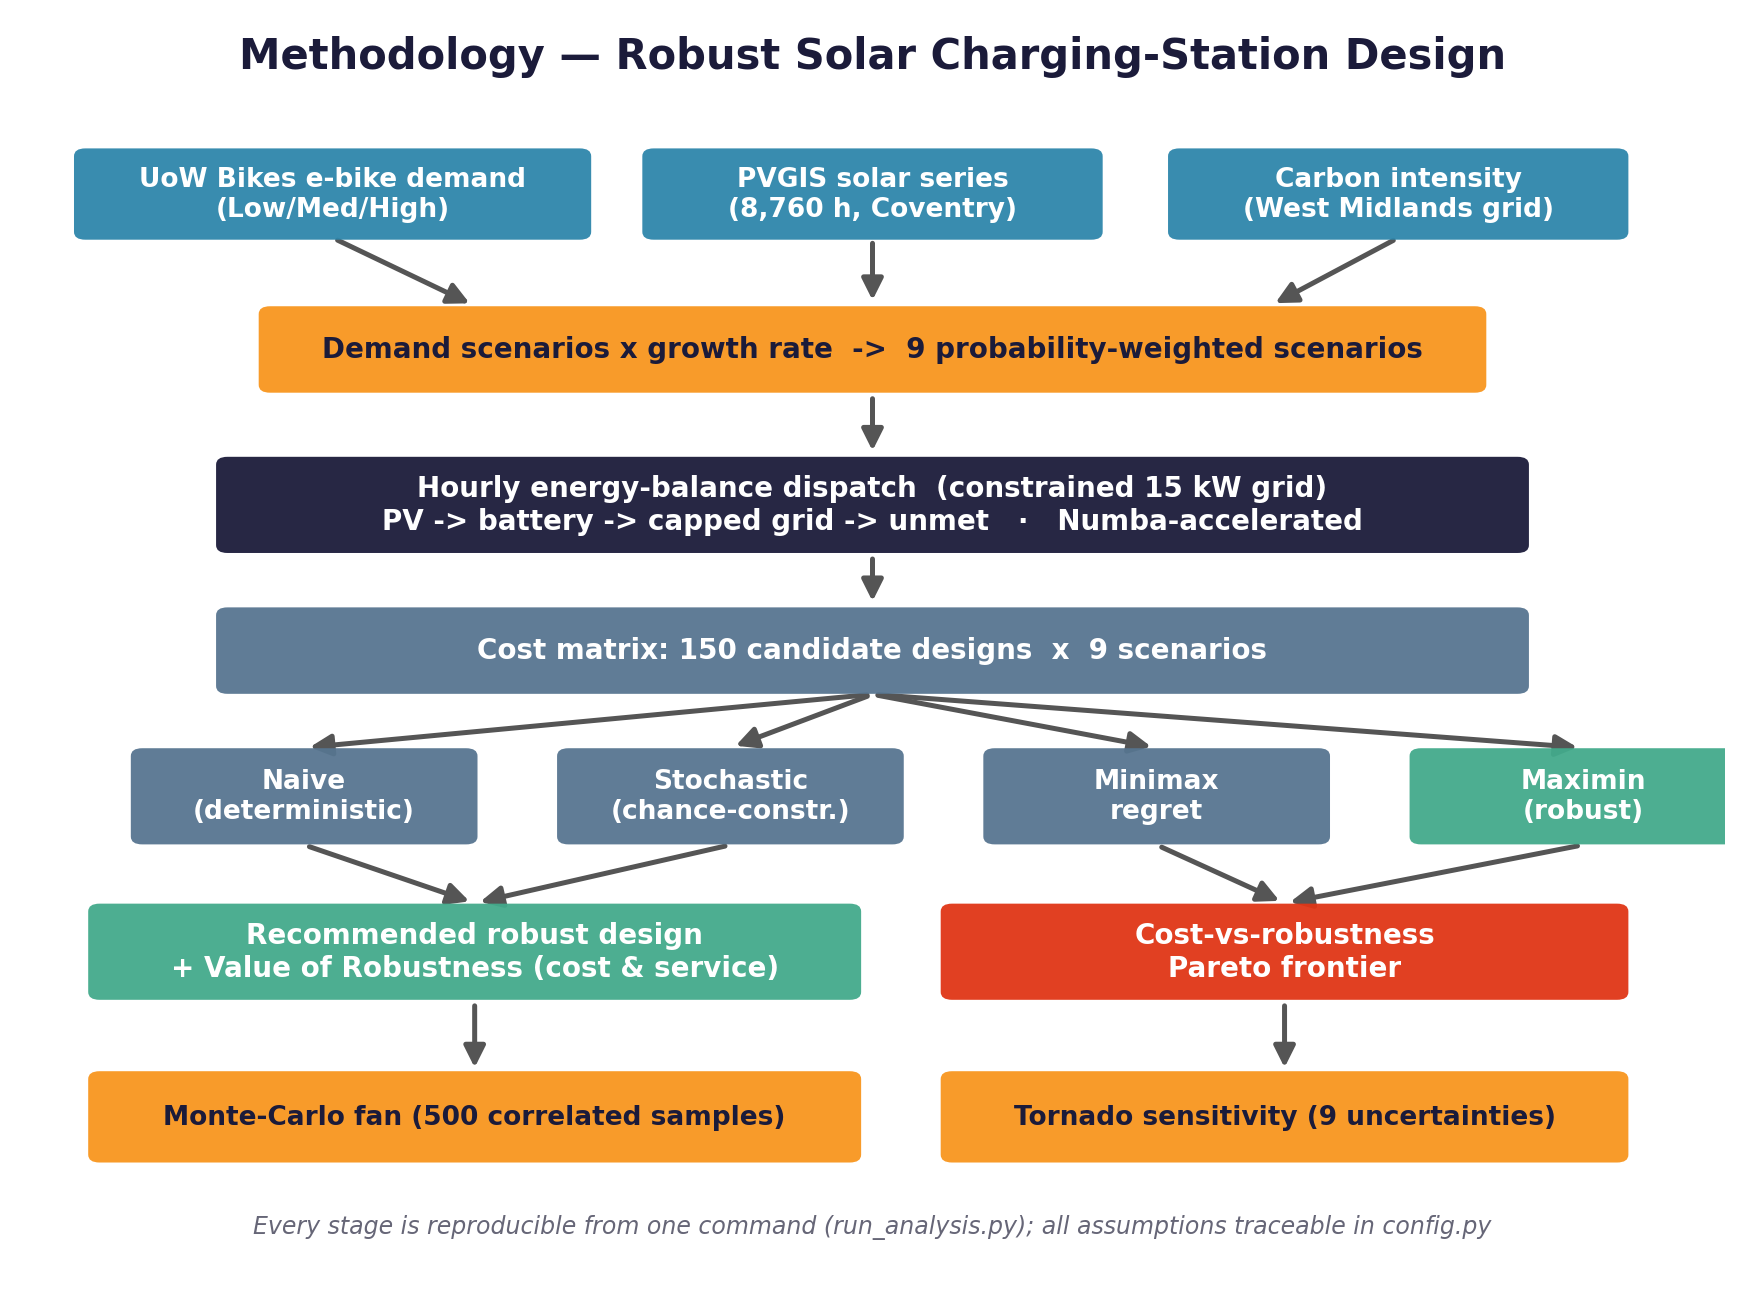 Methodology — Robust Solar Charging-Station Design
UoW Bikes e-bike demand
(Low/Med/High)
PVGIS solar series
(8,760 h, Coventry)
Carbon intensity
(West Midlands grid)
Demand scenarios x growth rate -> 9 probability-weighted scenarios
Hourly energy-balance dispatch (constrained 15 kW grid)
PV -> battery -> capped grid -> unmet · Numba-accelerated
Cost matrix: 150 candidate designs x 9 scenarios
Naive
(deterministic)
Stochastic
(chance-constr.)
Minimax
regret
Maximin
(robust)
Recommended robust design
+ Value of Robustness (cost & service)
Cost-vs-robustness
Pareto frontier
Monte-Carlo fan (500 correlated samples)
Tornado sensitivity (9 uncertainties)
Every stage is reproducible from one command (run_analysis.py); all assumptions traceable in config.py